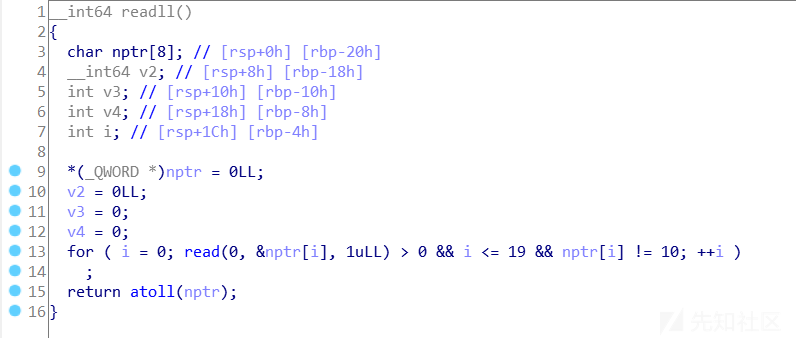 1 __int64 readll()
2 {
3 char nptr[8]; // [rsp+0h] [rbp-20h]
4 __int64 v2; // [rsp+8h] [rbp-18h]
5 int v3; // [rsp+10h] [rbp-10h]
6 int v4; // [rsp+18h] [rbp-8h]
7 int i; // [rsp+1Ch] [rbp-4h]
8
9 *(_QWORD *)nptr = 0LL;
10 v2 = 0LL;
11 v3 = 0;
12 v4 = 0;
13 for ( i = 0; read(0, &nptr[i], 1uLL) > 0 && i <= 19 && nptr[i] != 10; ++i )
14 ;
15 return atoll(nptr);
16 }
先知社区